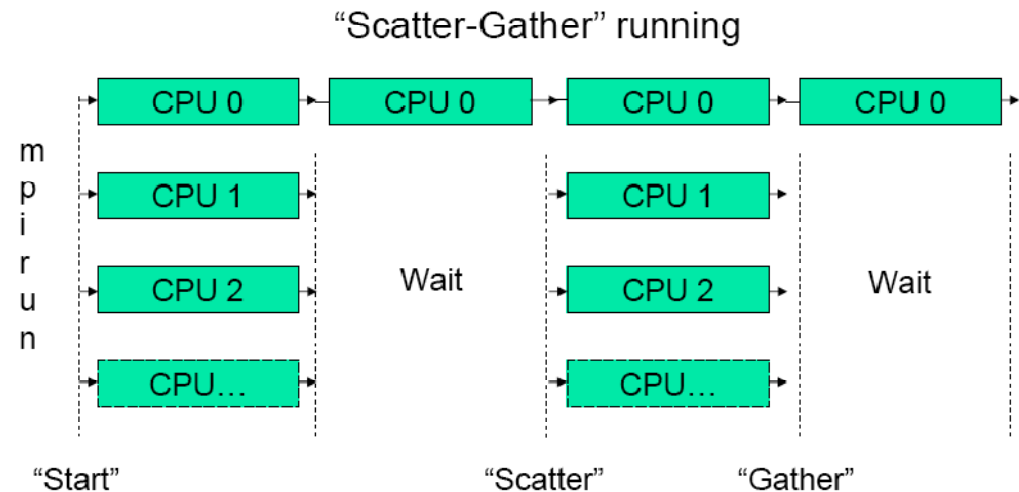 “Scatter-Gather” running
CPU 0 CPU 0 CPU 0 CPU 0
mpirun
CPU 1 CPU 1
CPU 2 Wait CPU 2 Wait
CPU... CPU...
“Start” “Scatter” “Gather”